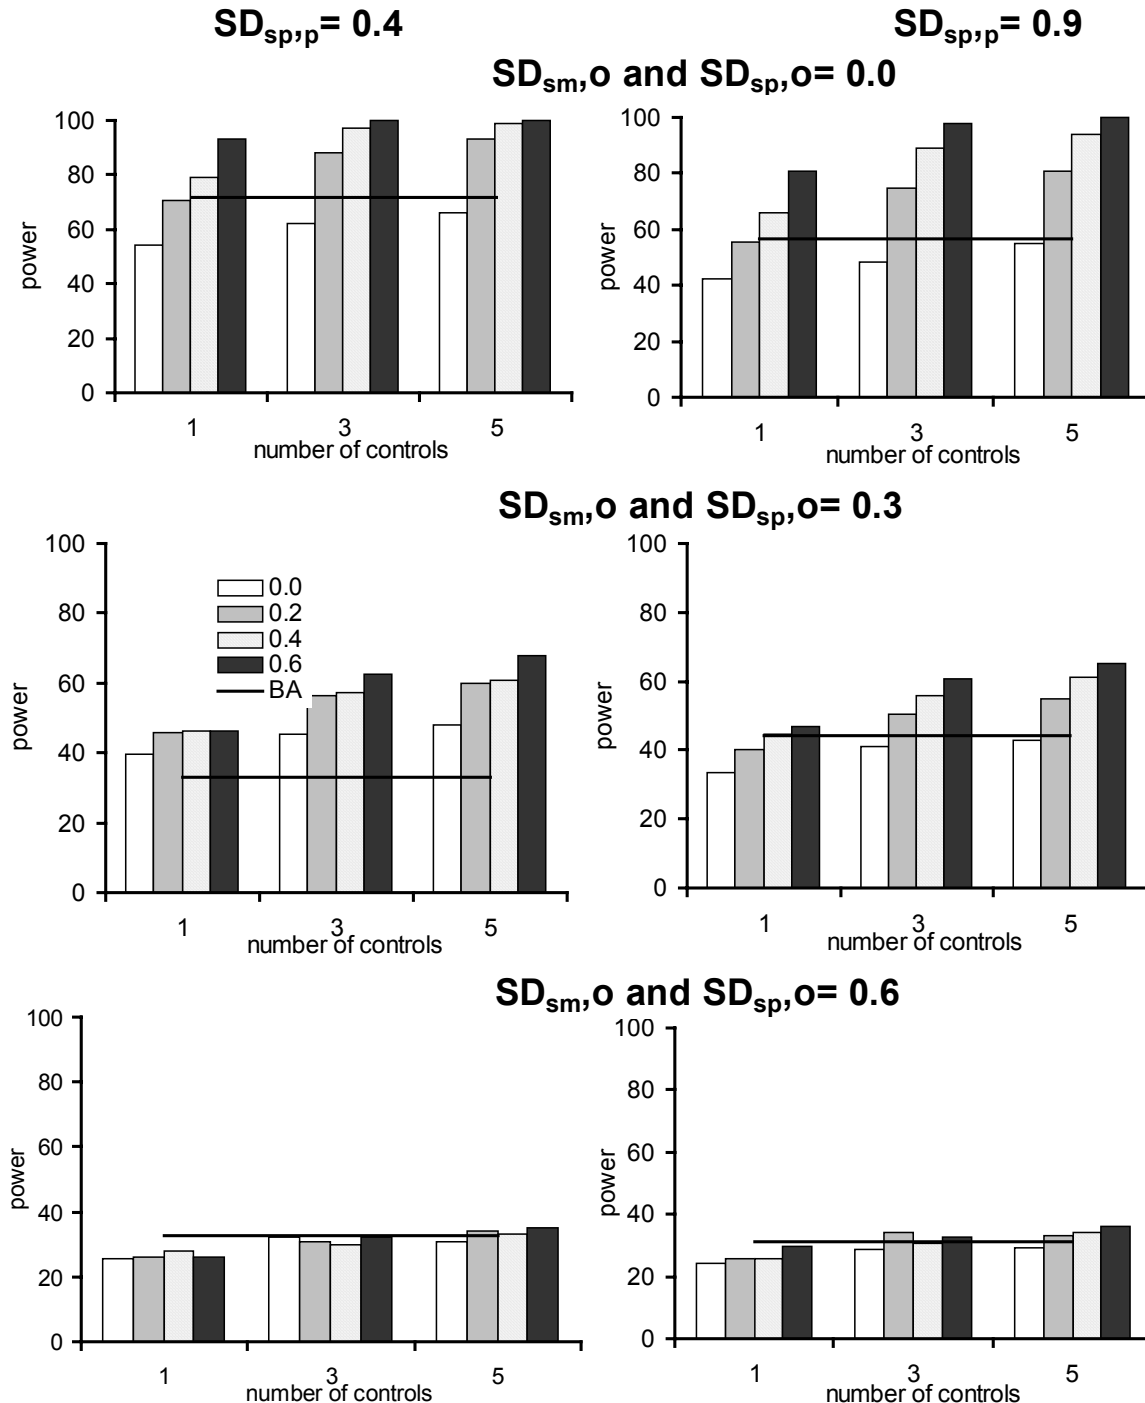 SDsp,p= 0.4
SDsp,p= 0.9
SDsm,o and SDsp,o= 0.0
100
80
60
40
20
0
power
1 3 5
number of controls
100
80
60
40
20
0
power
1 3 5
number of controls
SDsm,o and SDsp,o= 0.3
100
80
60
40
20
0
power
0.0
0.2
0.4
0.6
BA
1 3 5
number of controls
100
80
60
40
20
0
power
1 3 5
number of controls
SDsm,o and SDsp,o= 0.6
100
80
60
40
20
0
power
1 3 5
number of controls
100
80
60
40
20
0
power
1 3 5
number of controls